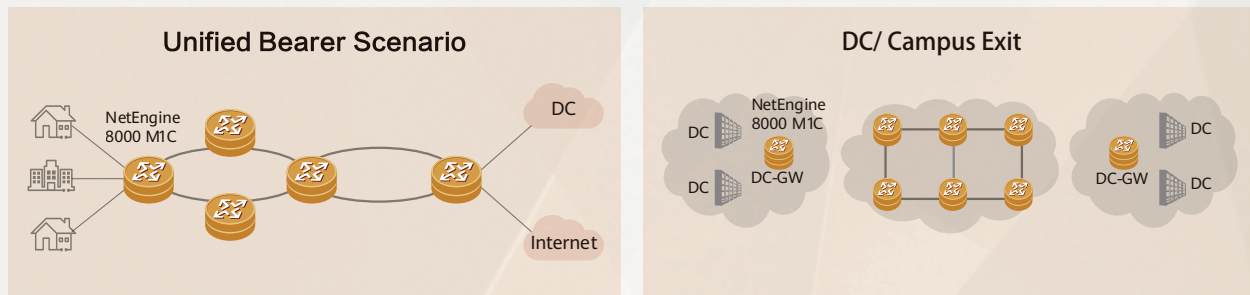 Unified Bearer Scenario
NetEngine
8000 M1C
DC
Internet
DC/ Campus Exit
NetEngine
8000 M1C
DC
DC
DC-GW
DC
DC-GW
DC